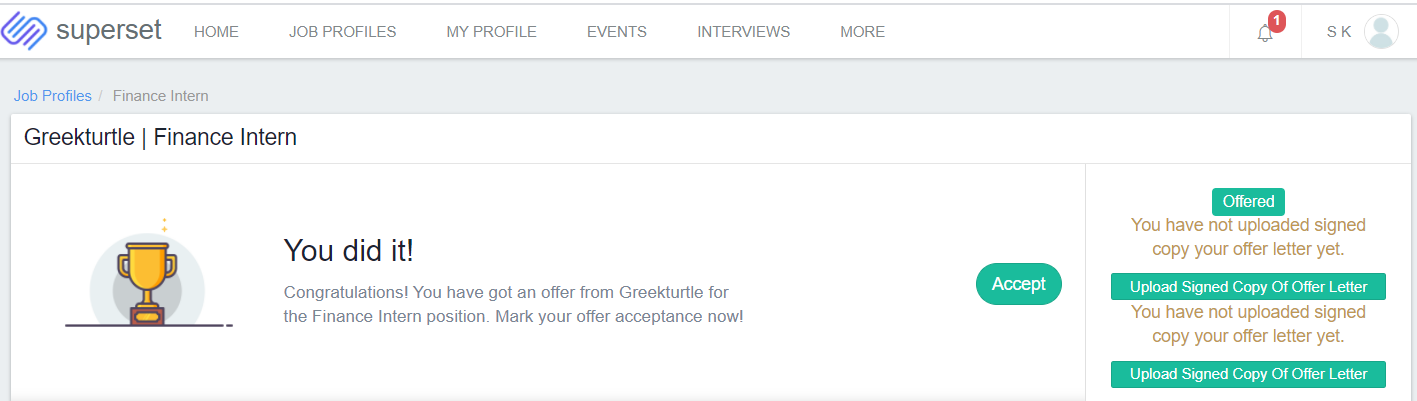 superset HOME JOB PROFILES MY PROFILE EVENTS INTERVIEWS MORE 1 S K
Job Profiles / Finance Intern
Greekturtle | Finance Intern
You did it!
Congratulations! You have got an offer from Greekturtle for
the Finance Intern position. Mark your offer acceptance now!
Accept
Offered
You have not uploaded signed
copy your offer letter yet.
Upload Signed Copy Of Offer Letter
You have not uploaded signed
copy your offer letter yet.
Upload Signed Copy Of Offer Letter